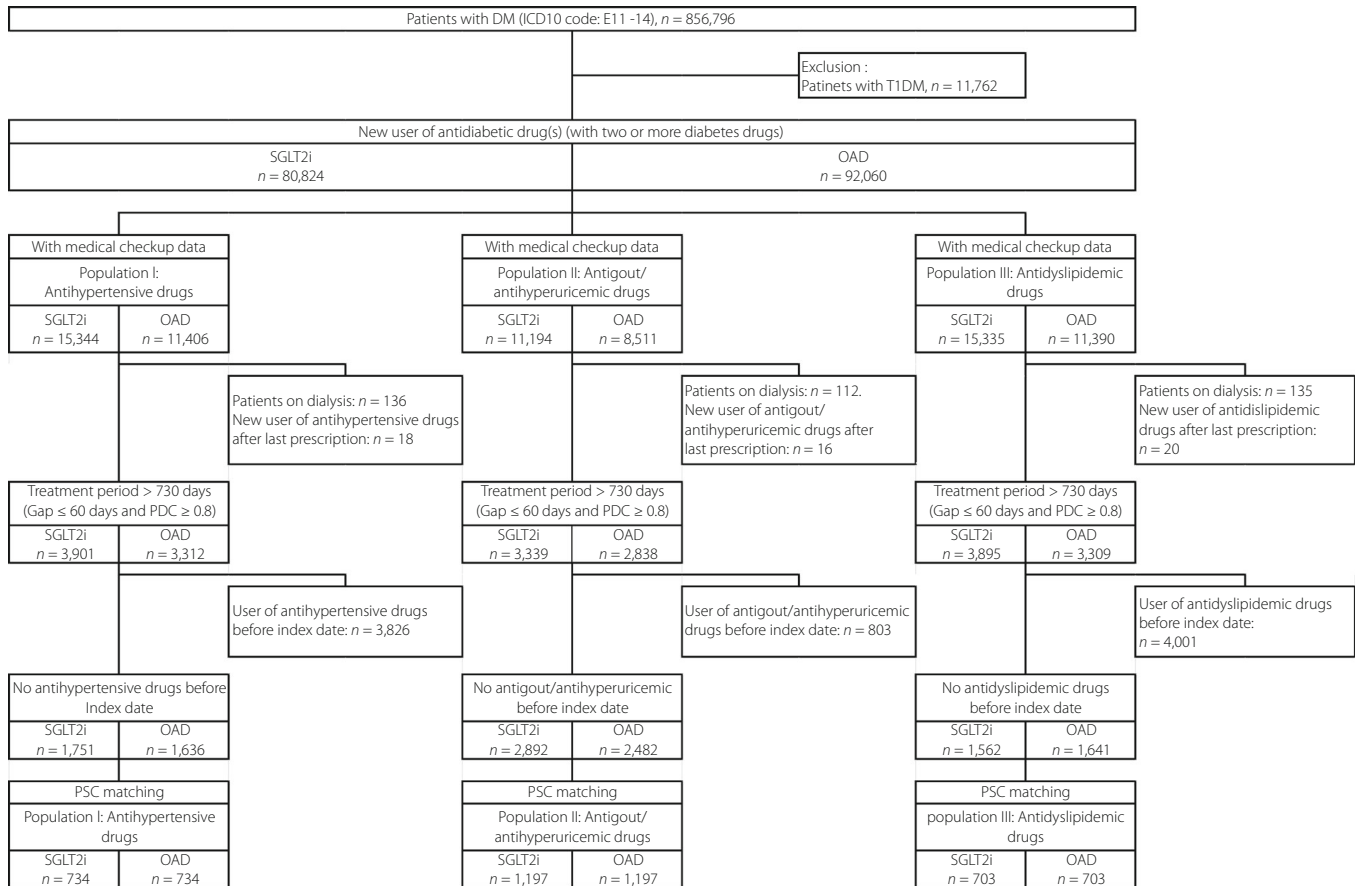 Patients with DM (ICD10 code: E11 -14), n = 856,796
Exclusion :
Patinets with T1DM, n = 11,762
New user of antidiabetic drug(s) (with two or more diabetes drugs)
SGLT2i
n = 80,824
OAD
n = 92,060
With medical checkup data
Population I:
Antihypertensive drugs
SGLT2i
n = 15,344
OAD
n = 11,406
With medical checkup data
Population II: Antigout/
antihyperuricemic drugs
SGLT2i
n = 11,194
OAD
n = 8,511
With medical checkup data
Population III: Antidyslipidemic
drugs
SGLT2i
n = 15,335
OAD
n = 11,390
Patients on dialysis: n = 136
New user of antihypertensive drugs
after last prescription: n = 18
Patients on dialysis: n = 112.
New user of antigout/
antihyperuricemic drugs after
last prescription: n = 16
Patients on dialysis: n = 135
New user of antidislipidemic
drugs after last prescription:
n = 20
Treatment period > 730 days
(Gap ≤ 60 days and PDC ≥ 0.8)
SGLT2i
n = 3,901
OAD
n = 3,312
Treatment period > 730 days
(Gap ≤ 60 days and PDC ≥ 0.8)
SGLT2i
n = 3,339
OAD
n = 2,838
Treatment period > 730 days
(Gap ≤ 60 days and PDC ≥ 0.8)
SGLT2i
n = 3,895
OAD
n = 3,309
User of antihypertensive drugs
before index date: n = 3,826
User of antigout/antihyperuricemic
drugs before index date: n = 803
User of antidyslipidemic drugs
before index date:
n = 4,001
No antihypertensive drugs before
Index date
SGLT2i
n = 1,751
OAD
n = 1,636
No antigout/antihyperuricemic
before index date
SGLT2i
n = 2,892
OAD
n = 2,482
No antidyslipidemic drugs
before index date
SGLT2i
n = 1,562
OAD
n = 1,641
PSC matching
Population I: Antihypertensive
drugs
SGLT2i
n = 734
OAD
n = 734
PSC matching
Population II: Antigout/
antihyperuricemic drugs
SGLT2i
n = 1,197
OAD
n = 1,197
PSC matching
population III: Antidyslipidemic
drugs
SGLT2i
n = 703
OAD
n = 703